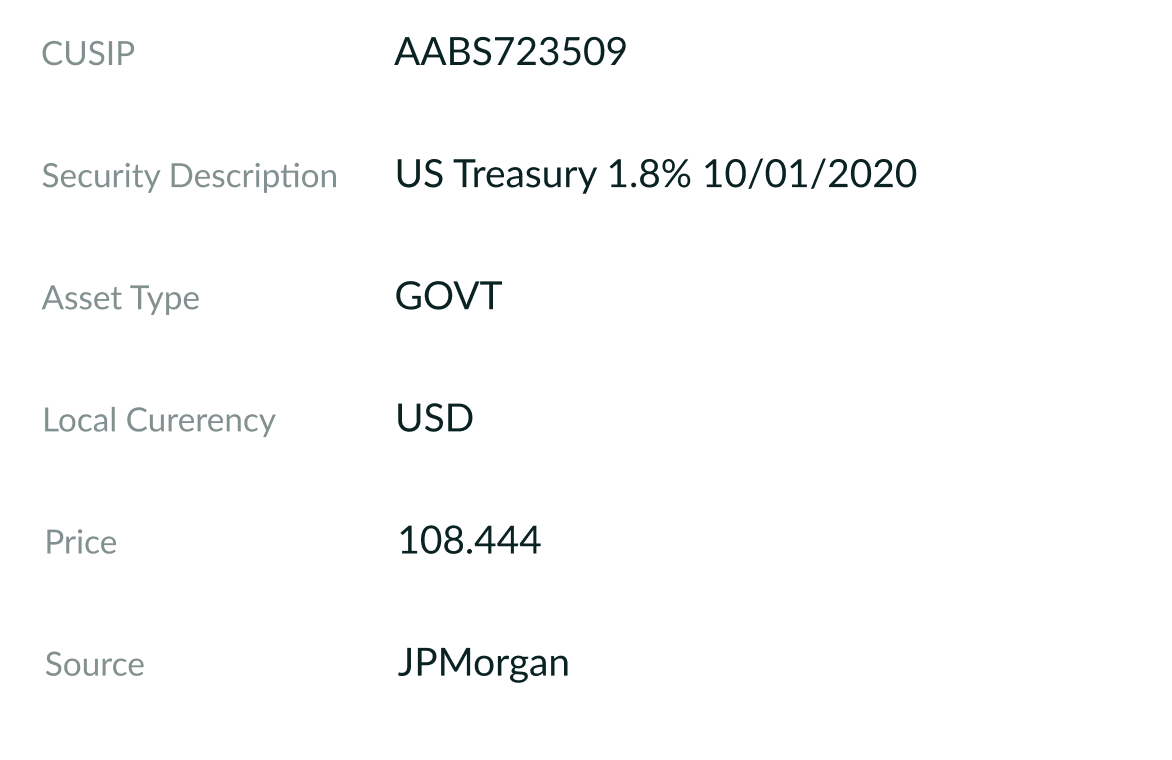 CUSIP AABS723509
Security Description US Treasury 1.8% 10/01/2020
Asset Type GOVT
Local Curerency USD
Price 108.444
Source JPMorgan